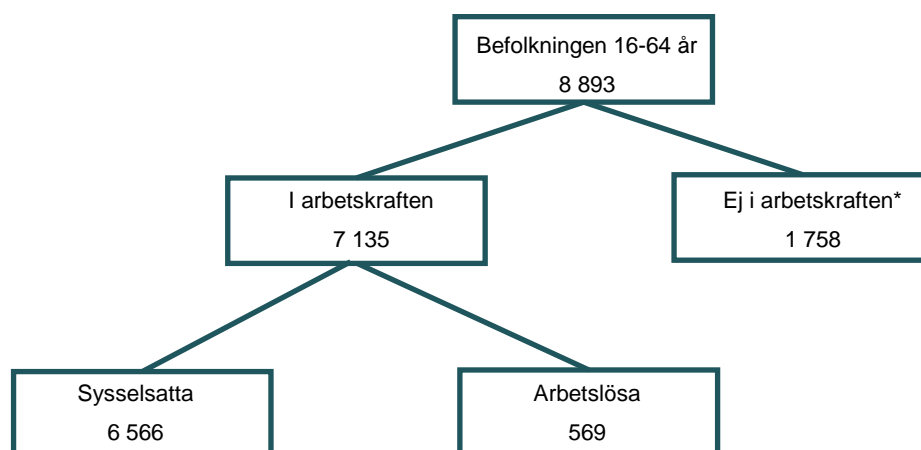 Befolkningen 16-64 år
8 893
I arbetskraften
7 135
Ej i arbetskraften*
1 758
Sysselsatta
6 566
Arbetslösa
569